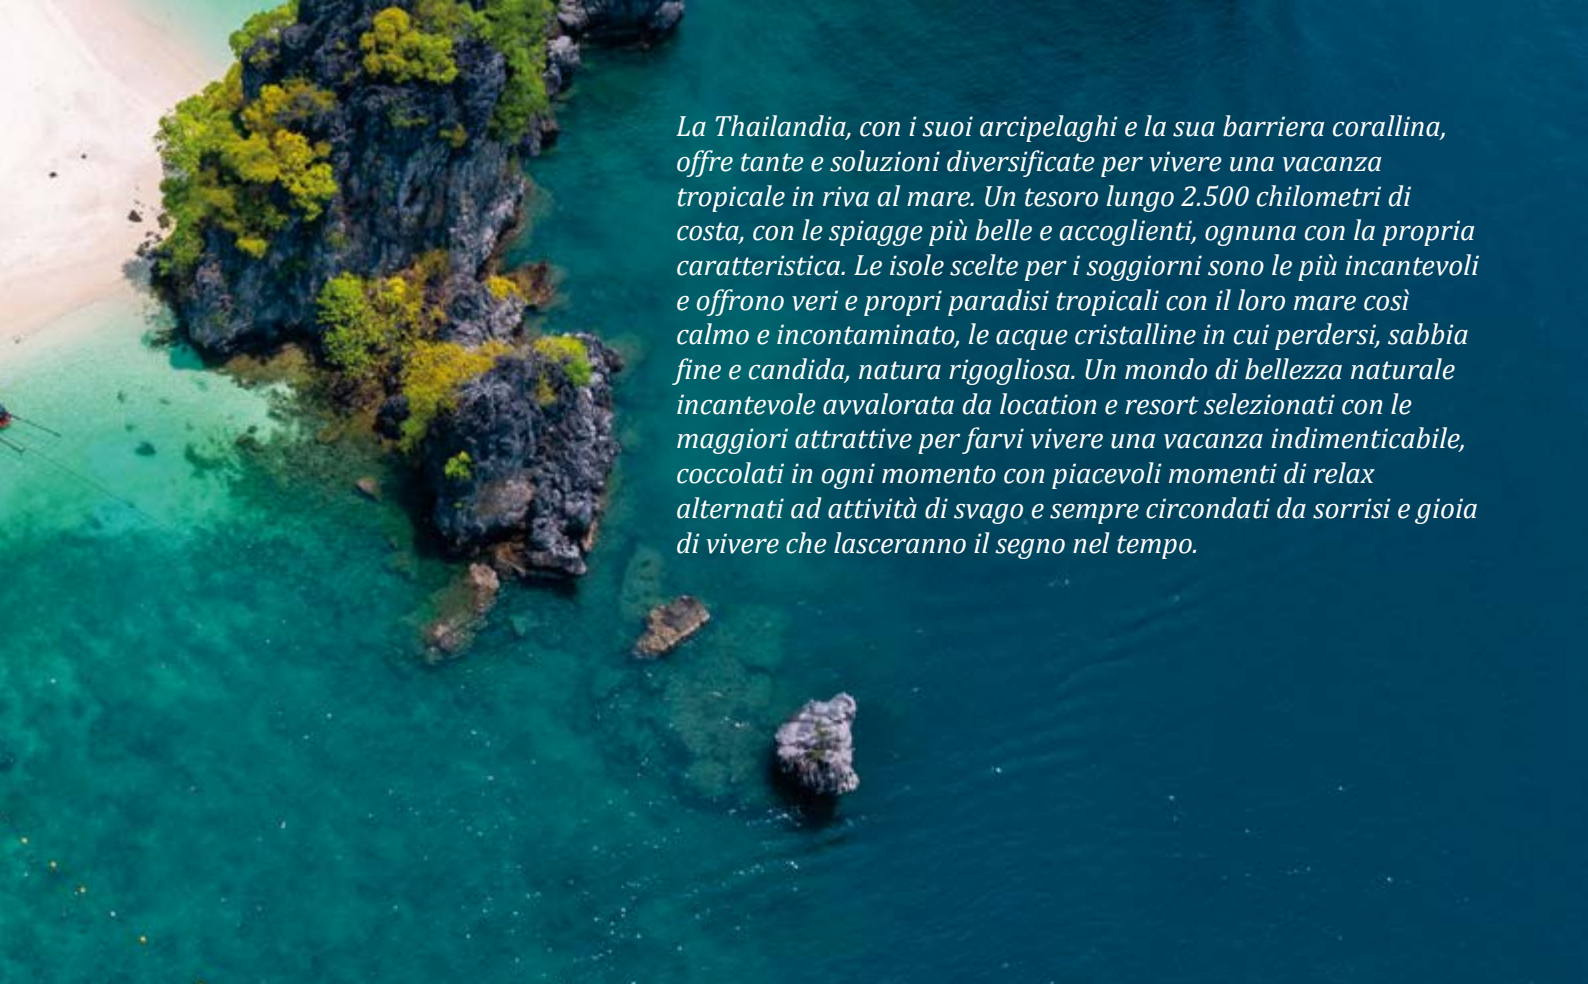 La Thailandia, con i suoi arcipelaghi e la sua barriera corallina,
offre tante e soluzioni diversificate per vivere una vacanza
tropicale in riva al mare. Un tesoro lungo 2.500 chilometri di
costa, con le spiagge più belle e accoglienti, ognuna con la propria
caratteristica. Le isole scelte per i soggiorni sono le più incantevoli
e offrono veri e propri paradisi tropicali con il loro mare così
calmo e incontaminato, le acque cristalline in cui perdersi, sabbia
fine e candida, natura rigogliosa. Un mondo di bellezza naturale
incantevole avvalorata da location e resort selezionati con le
maggiori attrattive per farvi vivere una vacanza indimenticabile,
coccolati in ogni momento con piacevoli momenti di relax
alternati ad attività di svago e sempre circondati da sorrisi e gioia
di vivere che lasceranno il segno nel tempo.